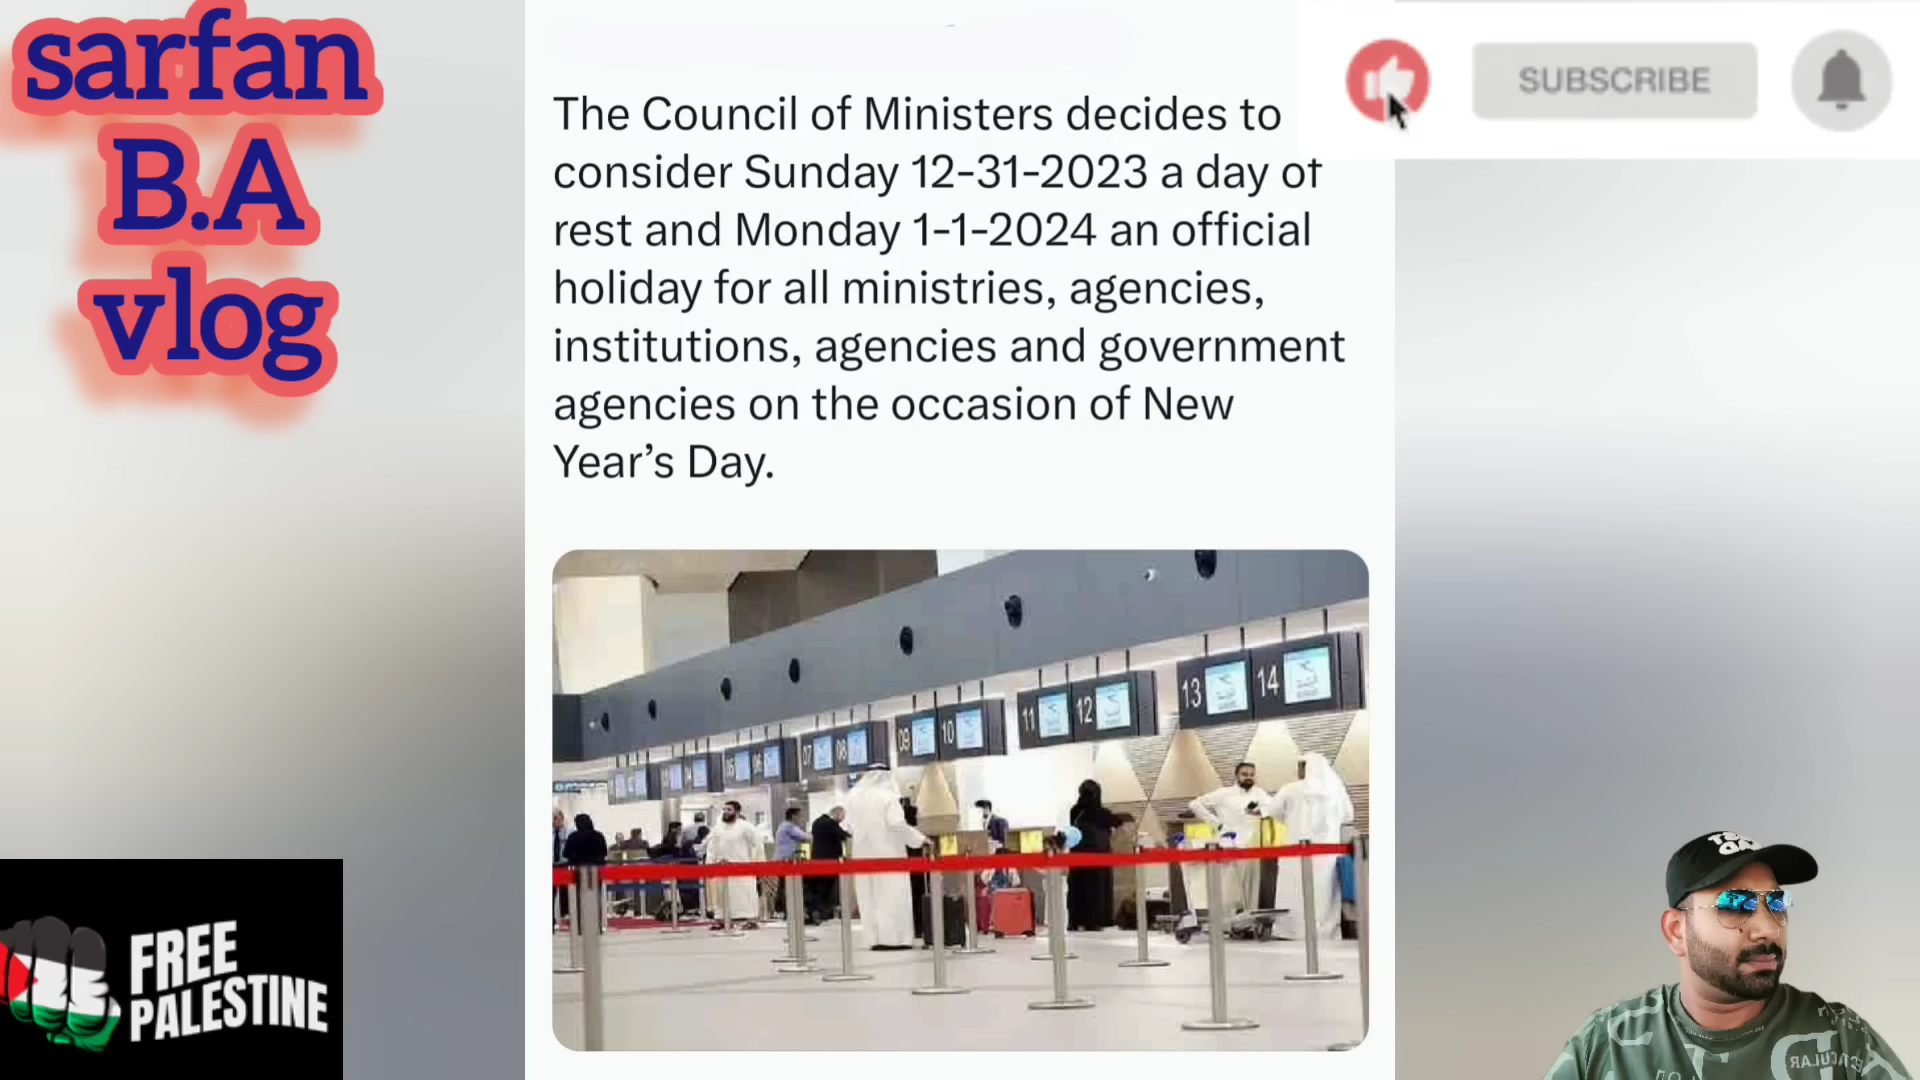 sarfan
B.A
vlog
SUBSCRIBE
The Council of Ministers decides to
consider Sunday 12-31-2023 a day of
rest and Monday 1-1-2024 an official
holiday for all ministries, agencies,
institutions, agencies and government
agencies on the occasion of New
Year’s Day.
07 08 09 10 11 12 13 14
FREE
PALESTINE